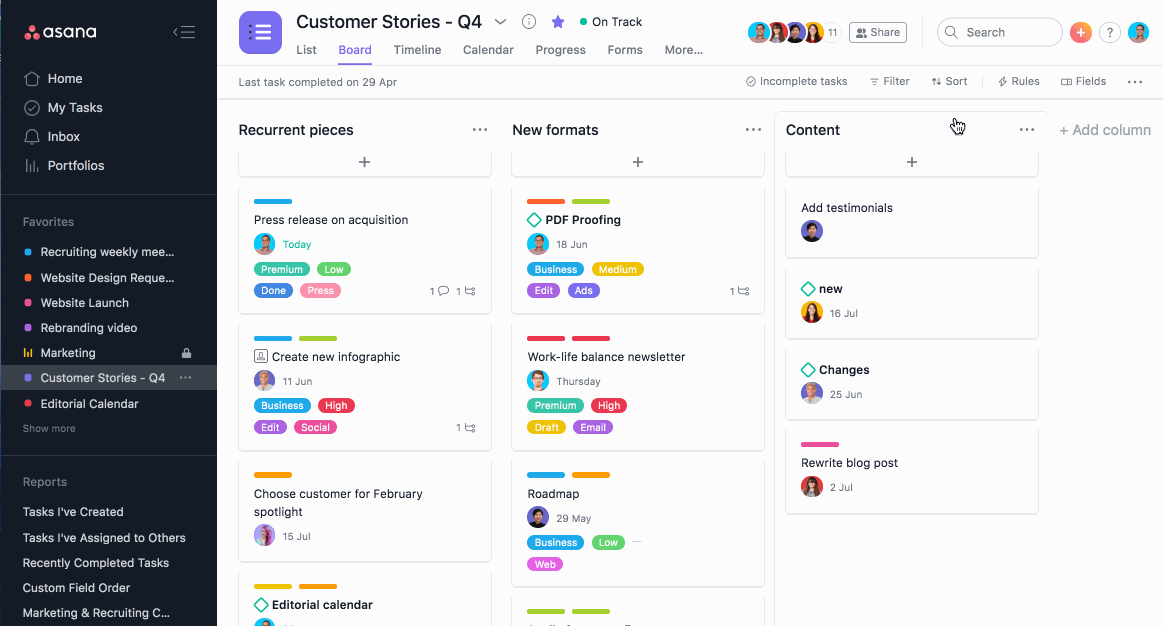 asana
Home
My Tasks
Inbox
Portfolios
Favorites
Recruiting weekly mee...
Website Design Reque...
Website Launch
Rebranding video
Marketing
Customer Stories - Q4
Editorial Calendar
Show more
Reports
Tasks I've Created
Tasks I've Assigned to Others
Recently Completed Tasks
Custom Field Order
Marketing & Recruiting C...
Customer Stories - Q4
On Track
List Board Timeline Calendar Progress Forms More...
11
Share
Search
?
Last task completed on 29 Apr
Incomplete tasks
Filter
Sort
Rules
Fields
Recurrent pieces
Press release on acquisition
Today
Premium Low
Done Press
1 1
Create new infographic
11 Jun
Business High
Edit Social
1
Choose customer for February
spotlight
15 Jul
Editorial calendar
New formats
PDF Proofing
18 Jun
Business Medium
Edit Ads
1
Work-life balance newsletter
Thursday
Premium High
Draft Email
Roadmap
29 May
Business Low —
Web
Content
Add testimonials
new
16 Jul
Changes
25 Jun
Rewrite blog post
2 Jul
+ Add column